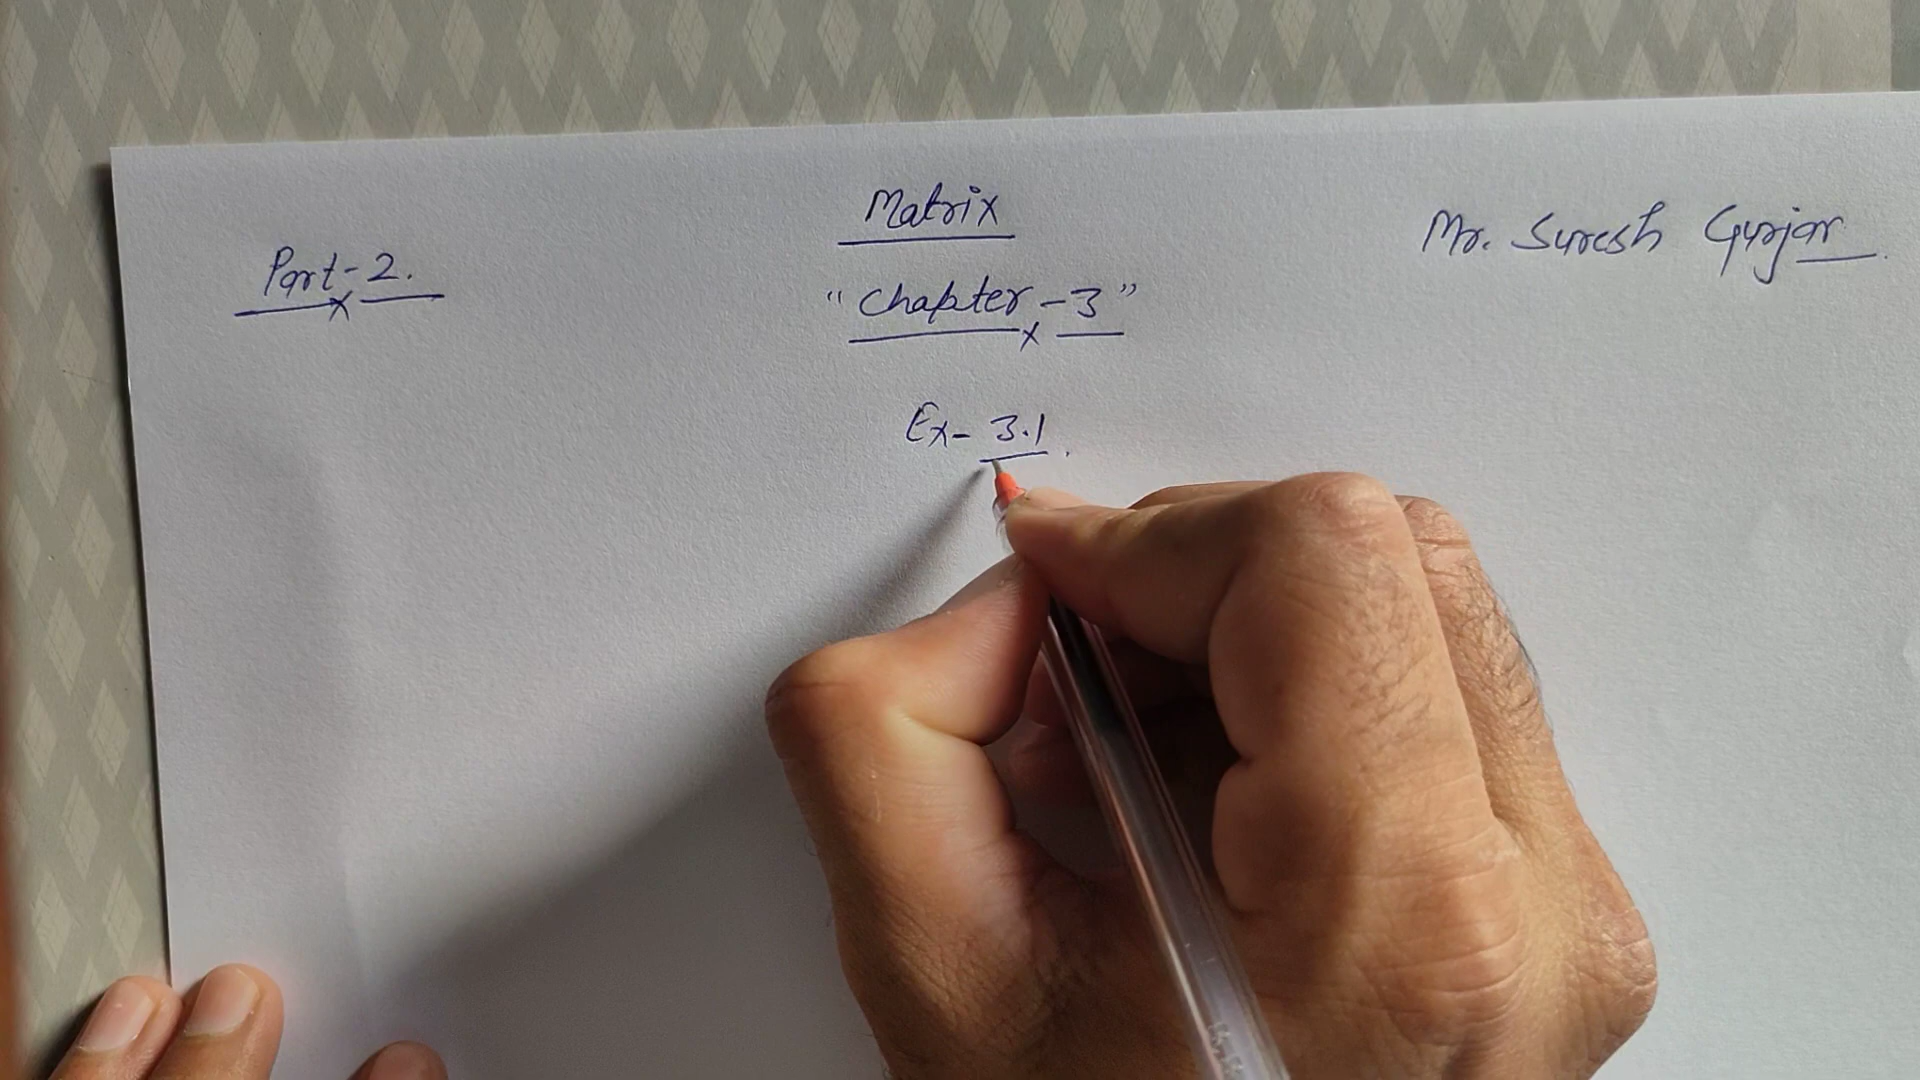 Matrix
Part-2.
Mr. Suresh Gurjar
"Chapter-3"
Ex- 3.1.